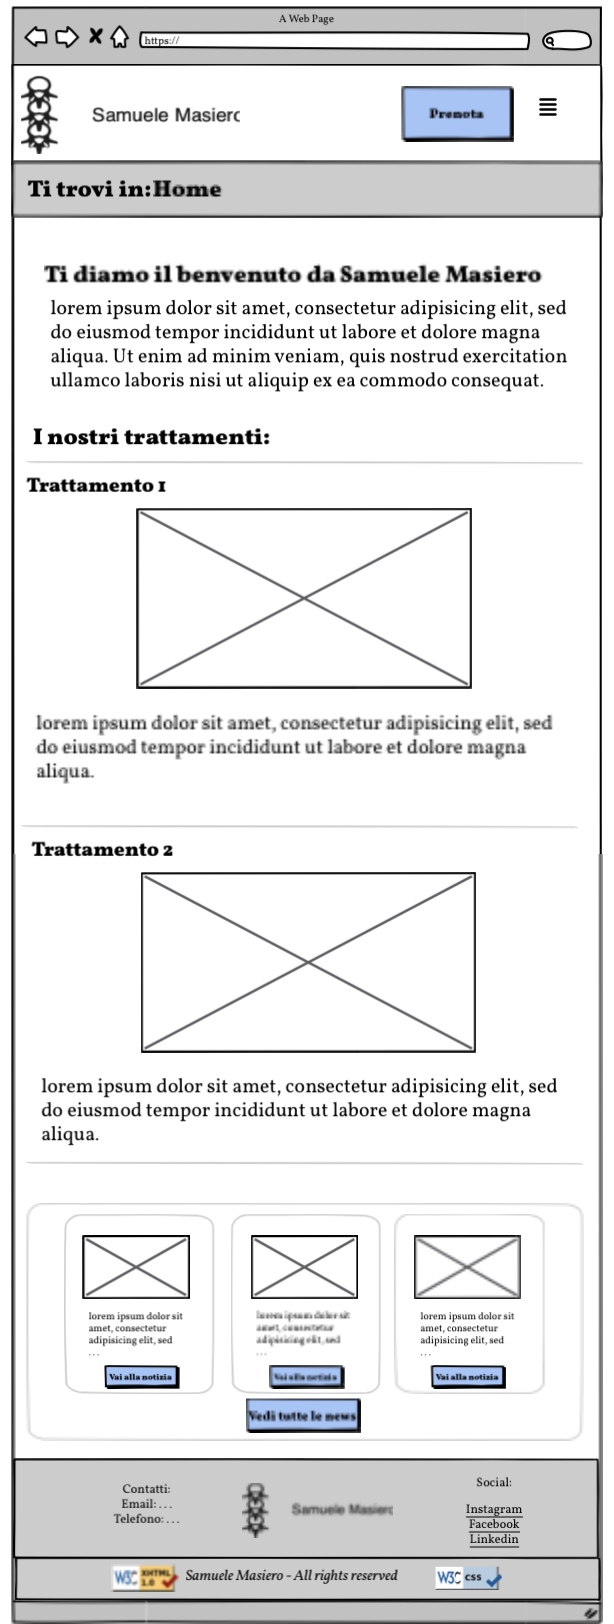 A Web Page
https://
Samuele Masiero
Prenota
Ti trovi in:Home
Ti diamo il benvenuto da Samuele Masiero
lorem ipsum dolor sit amet, consectetur adipisicing elit, sed
do eiusmod tempor incididunt ut labore et dolore magna
aliqua. Ut enim ad minim veniam, quis nostrud exercitation
ullamco laboris nisi ut aliquip ex ea commodo consequat.
I nostri trattamenti:
Trattamento 1
lorem ipsum dolor sit amet, consectetur adipisicing elit, sed
do eiusmod tempor incididunt ut labore et dolore magna
aliqua.
Trattamento 2
lorem ipsum dolor sit amet, consectetur adipisicing elit, sed
do eiusmod tempor incididunt ut labore et dolore magna
aliqua.
lorem ipsum dolor sit
amet, consectetur
adipisicing elit, sed
...
Vai alla notizia
lorem ipsum dolor sit
amet, consectetur
adipisicing elit, sed
...
Vai alla notizia
lorem ipsum dolor sit
amet, consectetur
adipisicing elit, sed
...
Vai alla notizia
Vedi tutte le news
Contatti:
Email: ...
Telefono: ...
Samuele Masiero
Social:
Instagram
Facebook
Linkedin
W3C XHTML 1.0
Samuele Masiero - All rights reserved
W3C css